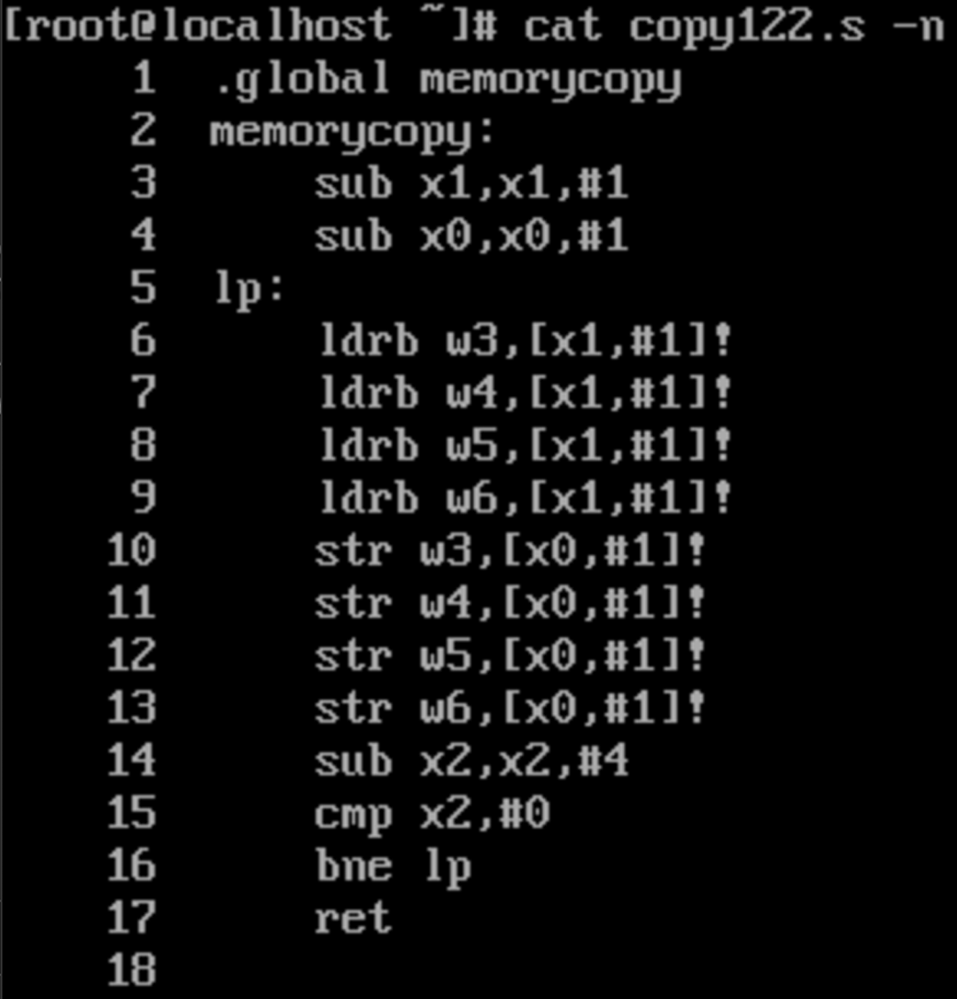 [root@localhost ~]# cat copy122.s -n
1 .global memorycopy
2 memorycopy:
3 sub x1,x1,#1
4 sub x0,x0,#1
5 lp:
6 ldrb w3,[x1,#1]!
7 ldrb w4,[x1,#1]!
8 ldrb w5,[x1,#1]!
9 ldrb w6,[x1,#1]!
10 str w3,[x0,#1]!
11 str w4,[x0,#1]!
12 str w5,[x0,#1]!
13 str w6,[x0,#1]!
14 sub x2,x2,#4
15 cmp x2,#0
16 bne lp
17 ret
18